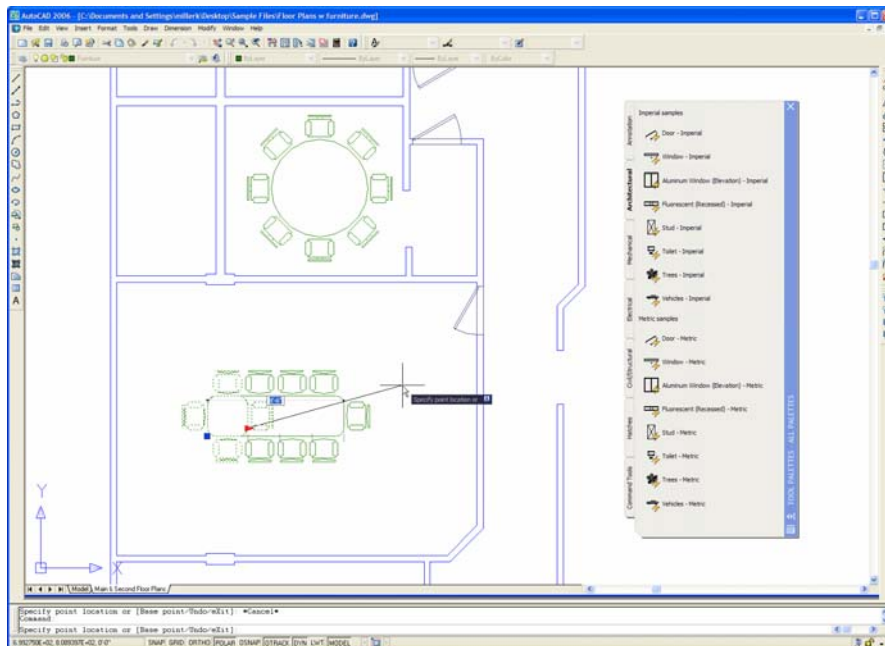 AutoCAD 2006 - [C:\Documents and Settings\millerk\Desktop\Sample Files\Floor Plans w furniture.dwg]
File Edit View Insert Format Tools Draw Dimension Modify Window Help
Furniture ByLayer ByLayer ByLayer ByColor
Imperial samples
Door - Imperial
Window - Imperial
Aluminum Window (Elevation) - Imperial
Fluorescent (Recessed) - Imperial
Stud - Imperial
Toilet - Imperial
Trees - Imperial
Vehicles - Imperial
Metric samples
Door - Metric
Window - Metric
Aluminum Window (Elevation) - Metric
Fluorescent (Recessed) - Metric
Stud - Metric
Toilet - Metric
Trees - Metric
Vehicles - Metric
Annotation
Architectural
Mechanical
Electrical
Civil/Structural
Hatches
Command Tools
TOOL PALETTES - ALL PALETTES
Specify point location or
Y
X
A
Model Main & Second Floor Plans
Specify point location or [Base point/Undo/eXit]: *Cancel*
Command:
Specify point location or [Base point/Undo/eXit]:
SNAP GRID ORTHO POLAR OSNAP OTRACK DYN LWT MODEL